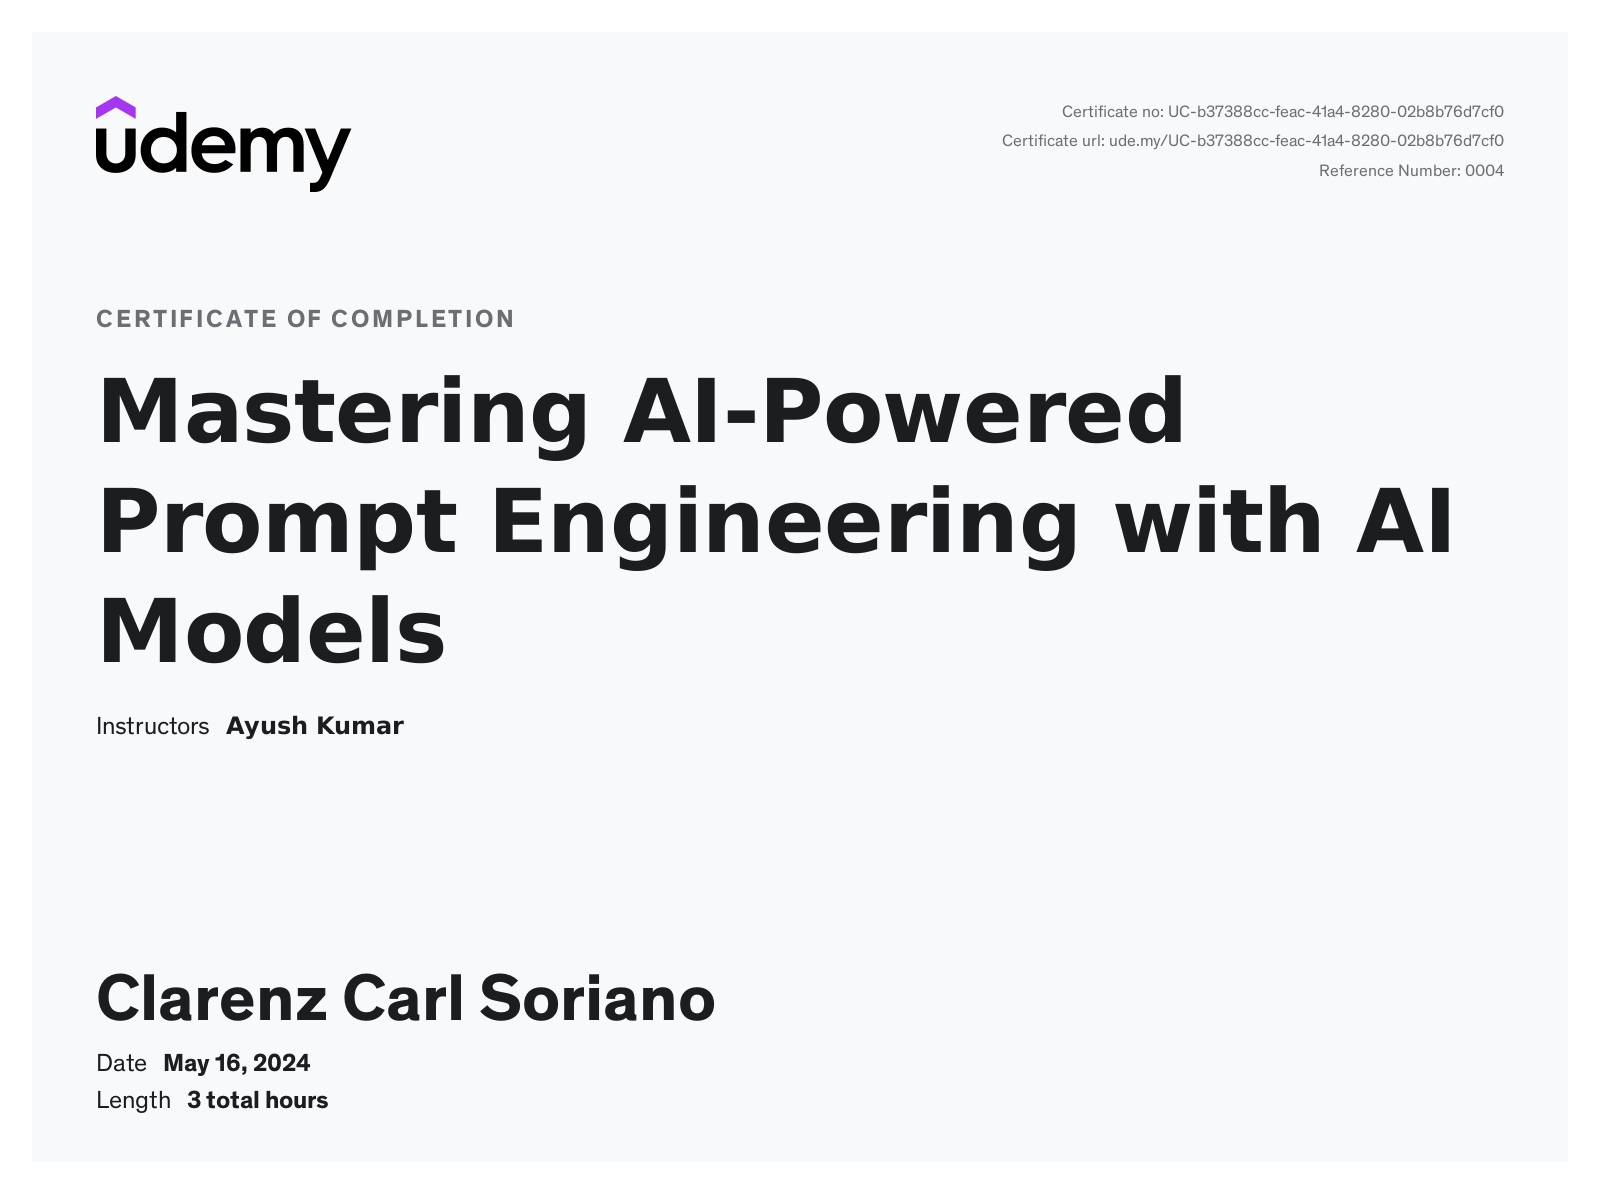 udemy
Certificate no: UC-b37388cc-feac-41a4-8280-02b8b76d7cf0
Certificate url: ude.my/UC-b37388cc-feac-41a4-8280-02b8b76d7cf0
Reference Number: 0004
CERTIFICATE OF COMPLETION
Mastering AI-Powered
Prompt Engineering with AI
Models
Instructors Ayush Kumar
Clarenz Carl Soriano
Date May 16, 2024
Length 3 total hours